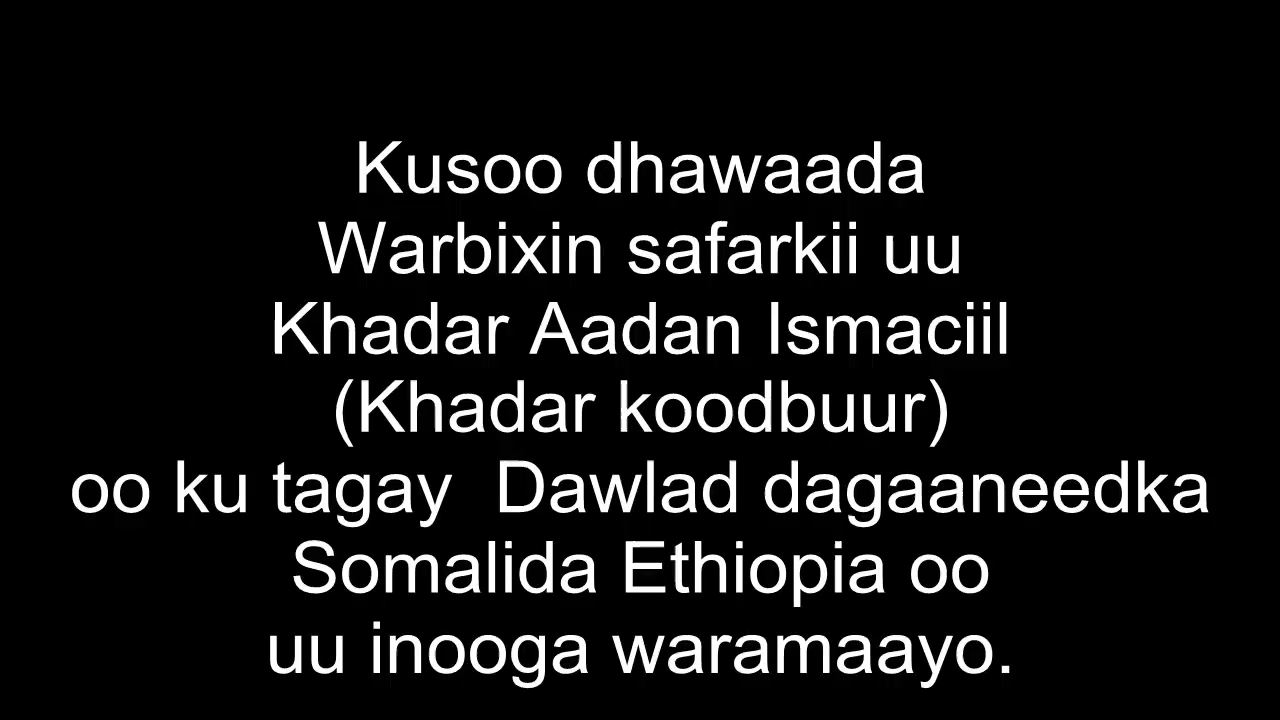 Kusoo dhawaada
Warbixin safarkii uu
Khadar Aadan Ismaciil
(Khadar koodbuur)
oo ku tagay  Dawlad dagaaneedka
Somalida Ethiopia oo
uu inooga waramaayo.